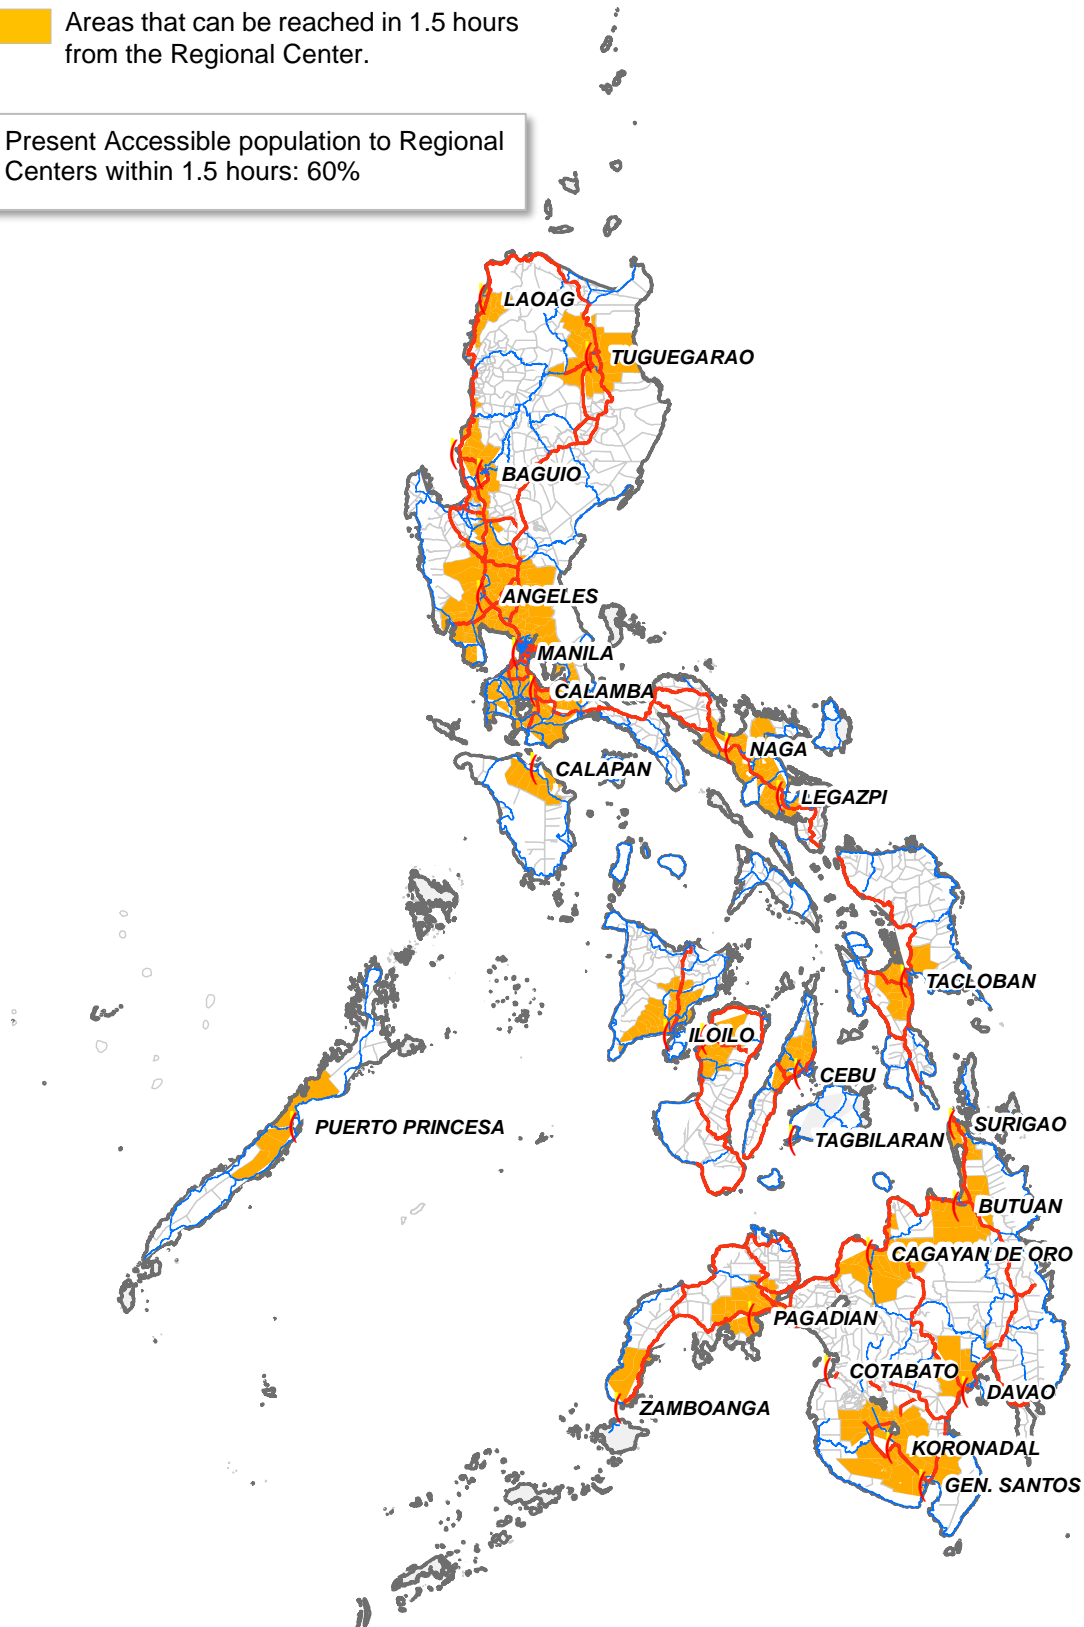 Areas that can be reached in 1.5 hours
from the Regional Center.
Present Accessible population to Regional
Centers within 1.5 hours: 60%
LAOAG
TUGUEGARAO
BAGUIO
ANGELES
MANILA
CALAMBA
NAGA
CALAPAN
LEGAZPI
TACLOBAN
ILOILO
CEBU
PUERTO PRINCESA
TAGBILARAN
SURIGAO
BUTUAN
CAGAYAN DE ORO
PAGADIAN
COTABATO
DAVAO
ZAMBOANGA
KORONADAL
GEN. SANTOS